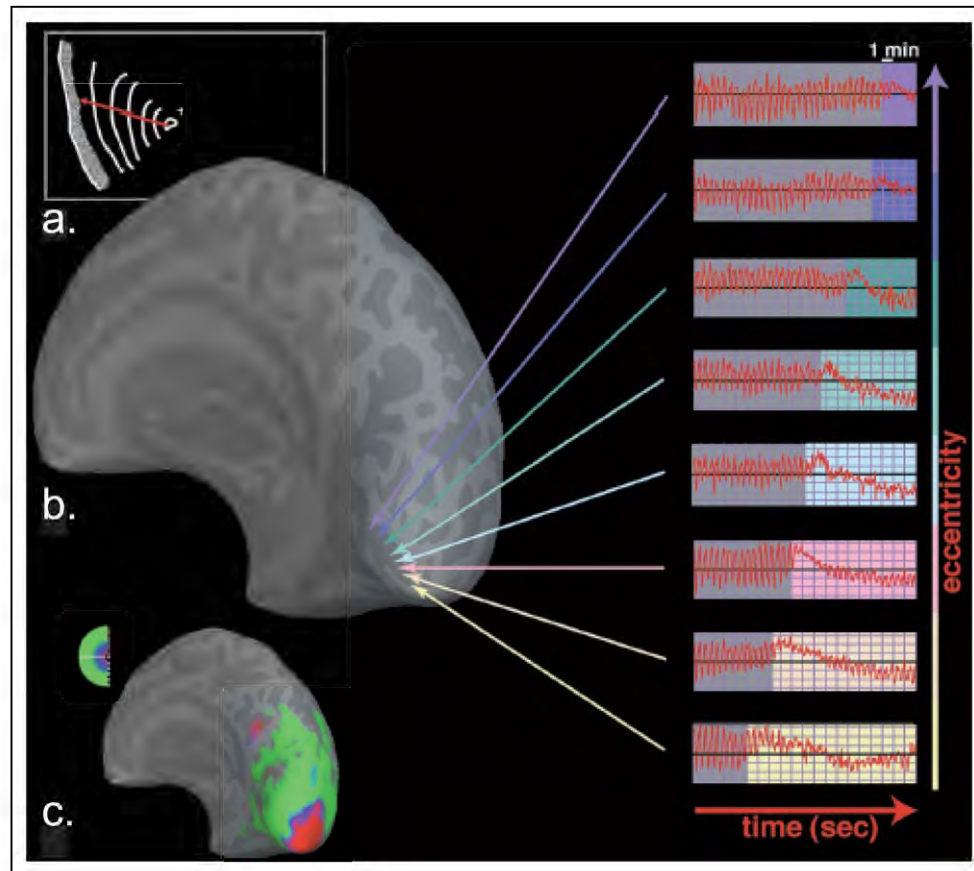 1 min
a.
b.
eccentricity
c.
time (sec)